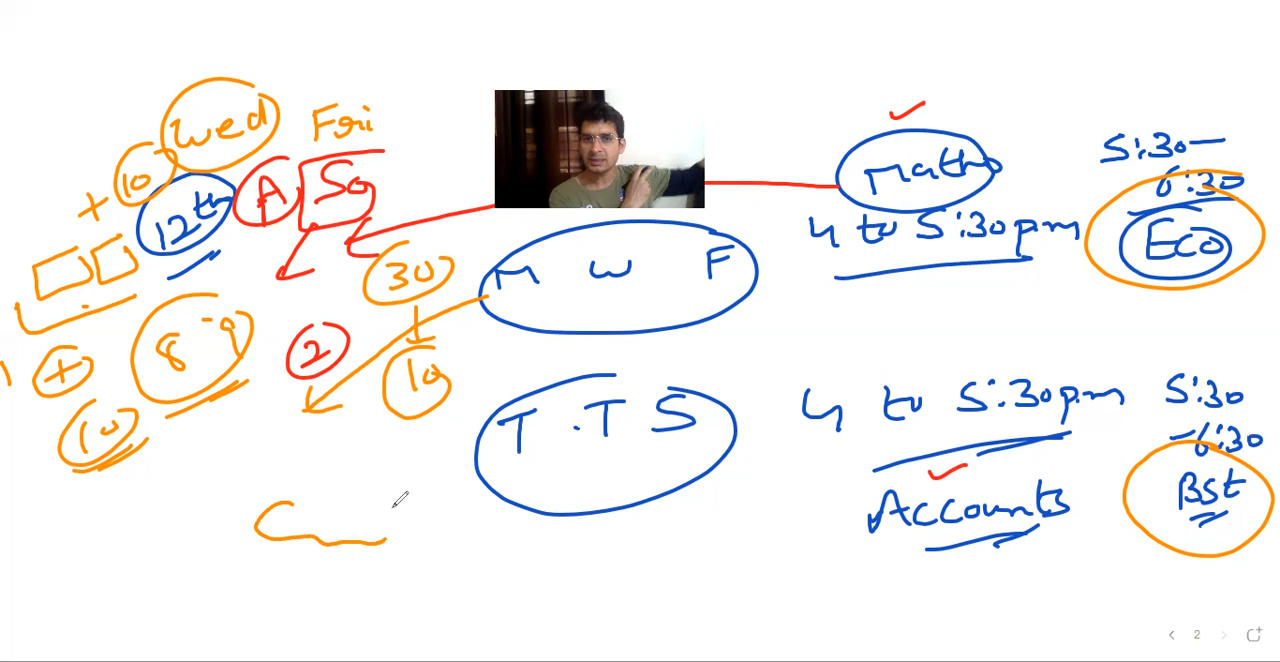 Wed Fri
+ 10
12th A So
Maths
5:30-
6:30
4 to 5:30pm
Eco
M W F
30
8-9
2
10
+
10
T . T S
4 to 5:30pm
5:30
-6:30
Accounts
Bst
2